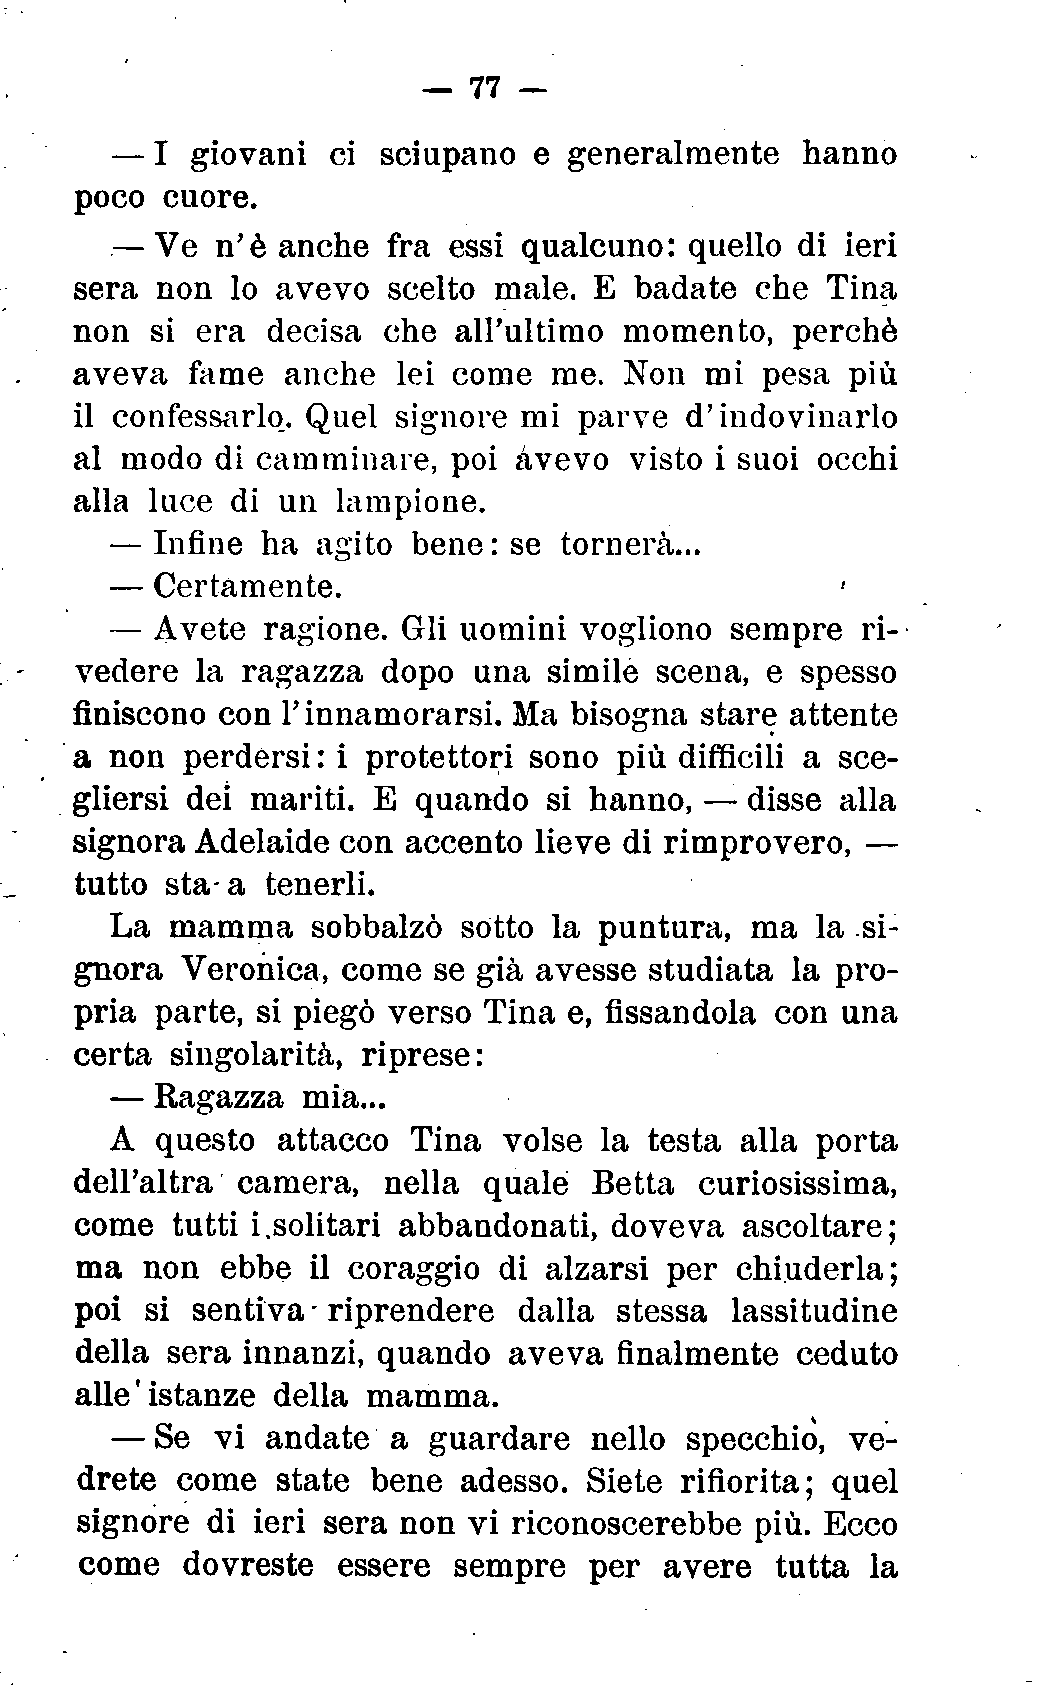 — 77 —
— I giovani ci sciupano e generalmente hanno
poco cuore.
— Ve n'è anche fra essi qualcuno: quello di ieri
sera non lo avevo scelto male. E badate che Tina
non si era decisa che all'ultimo momento, perchè
aveva fame anche lei come me. Non mi pesa più
il confessarlo. Quel signore mi parve d'indovinarlo
al modo di camminare, poi avevo visto i suoi occhi
alla luce di un lampione.
— Infine ha agito bene: se tornerà...
— Certamente.
— Avete ragione. Gli uomini vogliono sempre ri-
vedere la ragazza dopo una simile scena, e spesso
finiscono con l'innamorarsi. Ma bisogna stare attente
a non perdersi: i protettori sono più difficili a sce-
gliersi dei mariti. E quando si hanno, — disse alla
signora Adelaide con accento lieve di rimprovero, —
tutto sta a tenerli.
La mamma sobbalzò sotto la puntura, ma la si-
gnora Veronica, come se già avesse studiata la pro-
pria parte, si piegò verso Tina e, fissandola con una
certa singolarità, riprese:
— Ragazza mia...
A questo attacco Tina volse la testa alla porta
dell'altra camera, nella quale Betta curiosissima,
come tutti i solitari abbandonati, doveva ascoltare;
ma non ebbe il coraggio di alzarsi per chiuderla;
poi si sentiva riprendere dalla stessa lassitudine
della sera innanzi, quando aveva finalmente ceduto
alle istanze della mamma.
— Se vi andate a guardare nello specchio, ve-
drete come state bene adesso. Siete rifiorita; quel
signore di ieri sera non vi riconoscerebbe più. Ecco
come dovreste essere sempre per avere tutta la